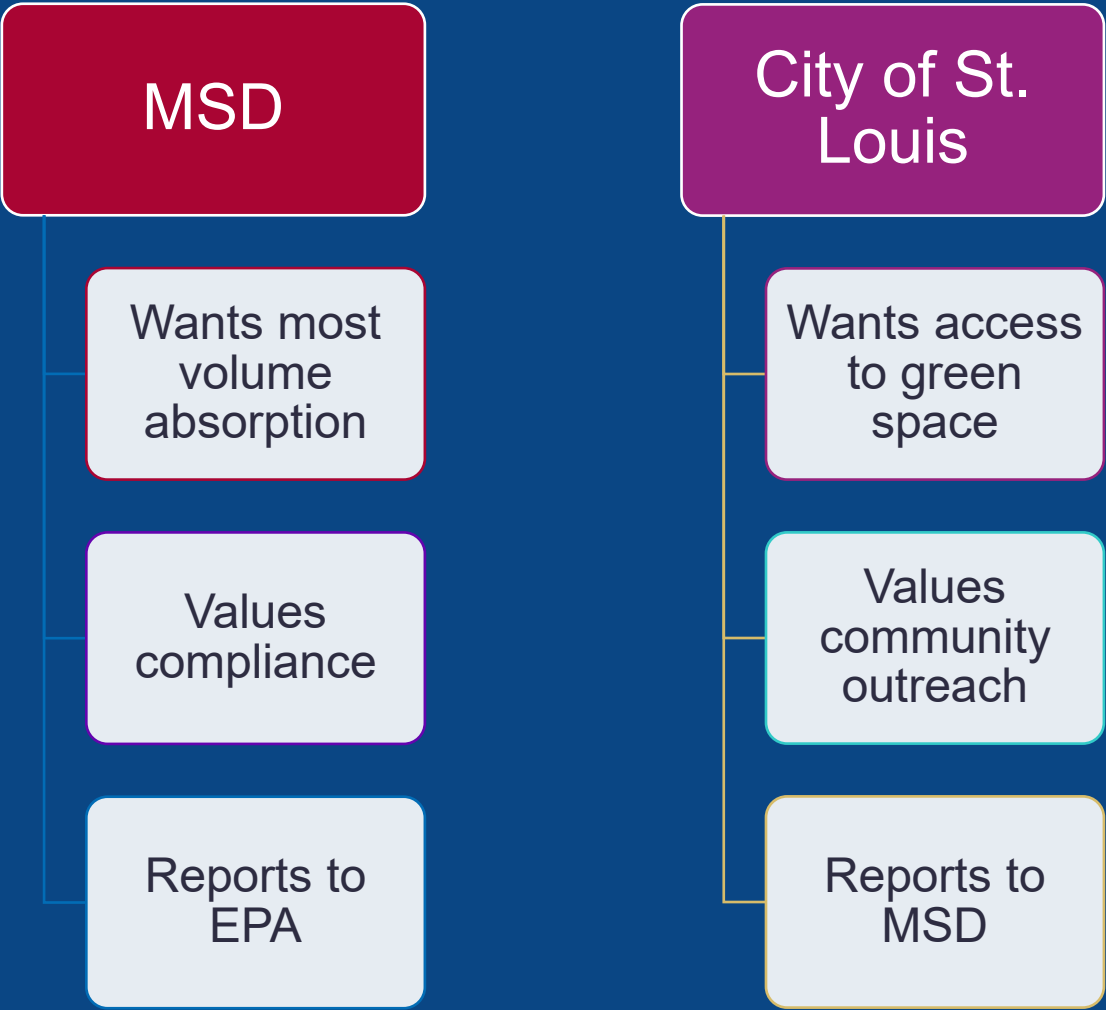 MSD
Wants most
volume
absorption
Values
compliance
Reports to
EPA
City of St.
Louis
Wants access
to green
space
Values
community
outreach
Reports to
MSD